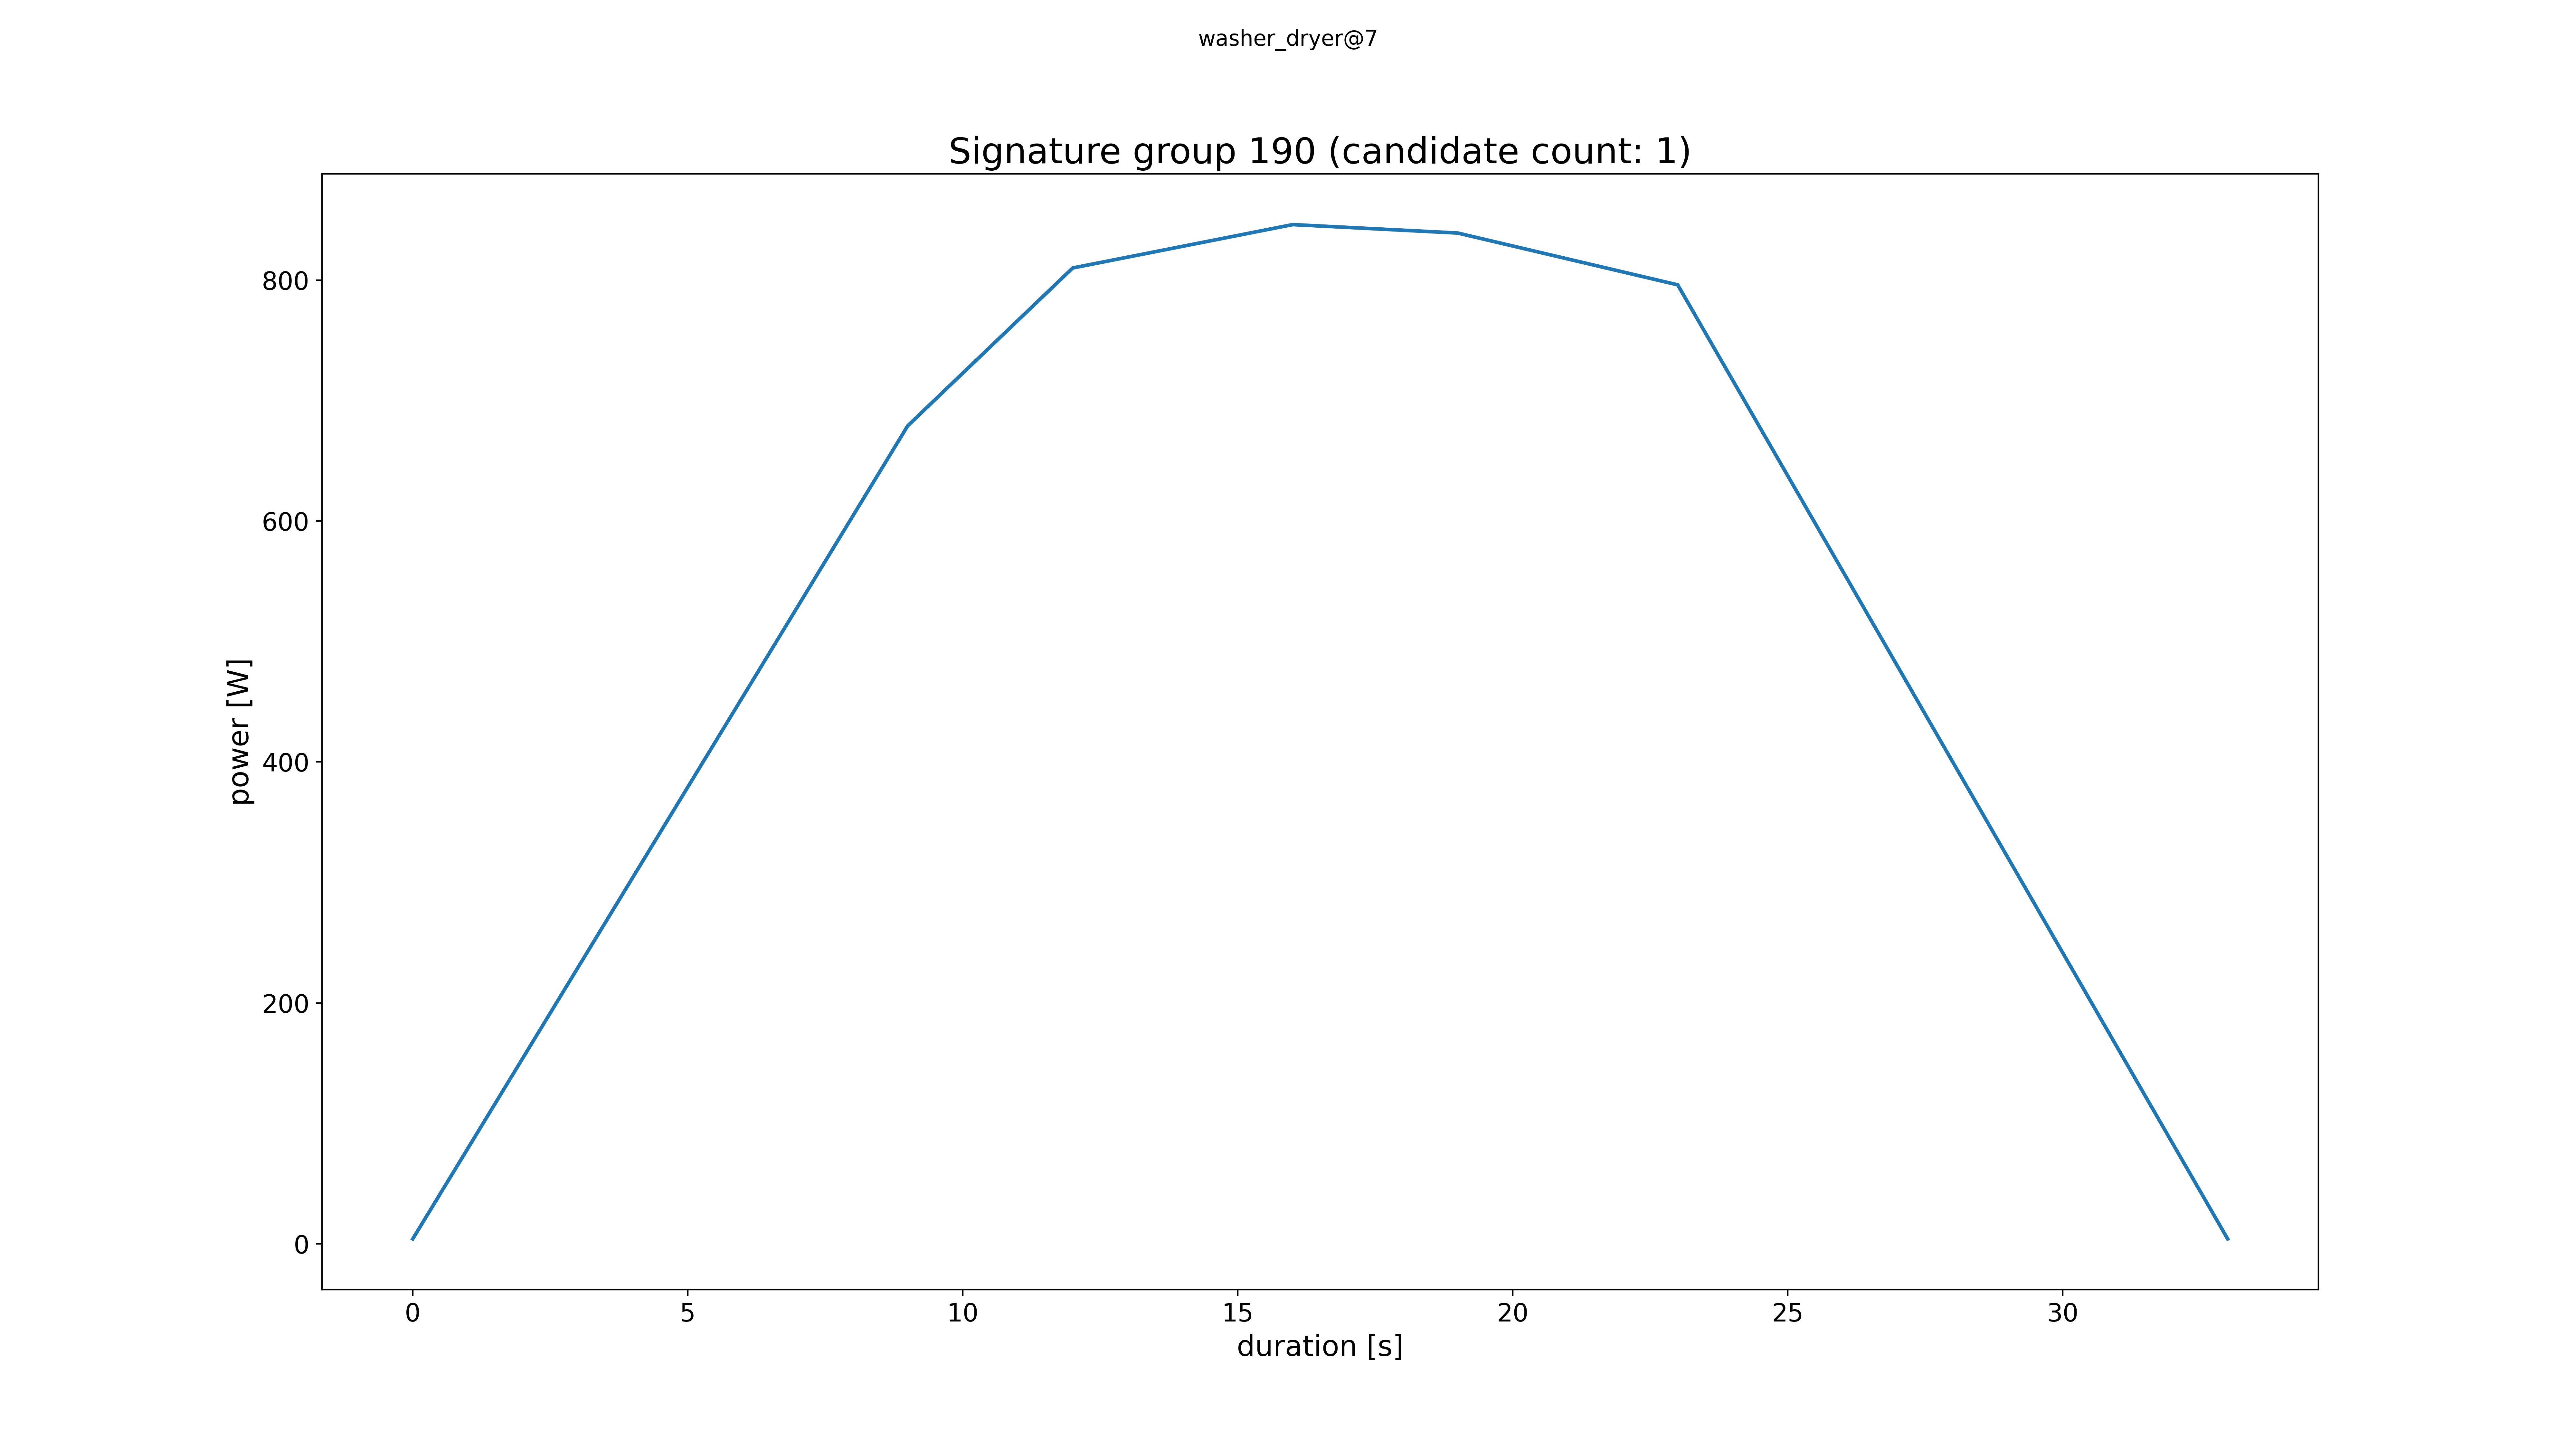 washer_dryer@7
Signature group 190 (candidate count: 1)
power [W]
800
600
400
200
0
0 5 10 15 20 25 30
duration [s]